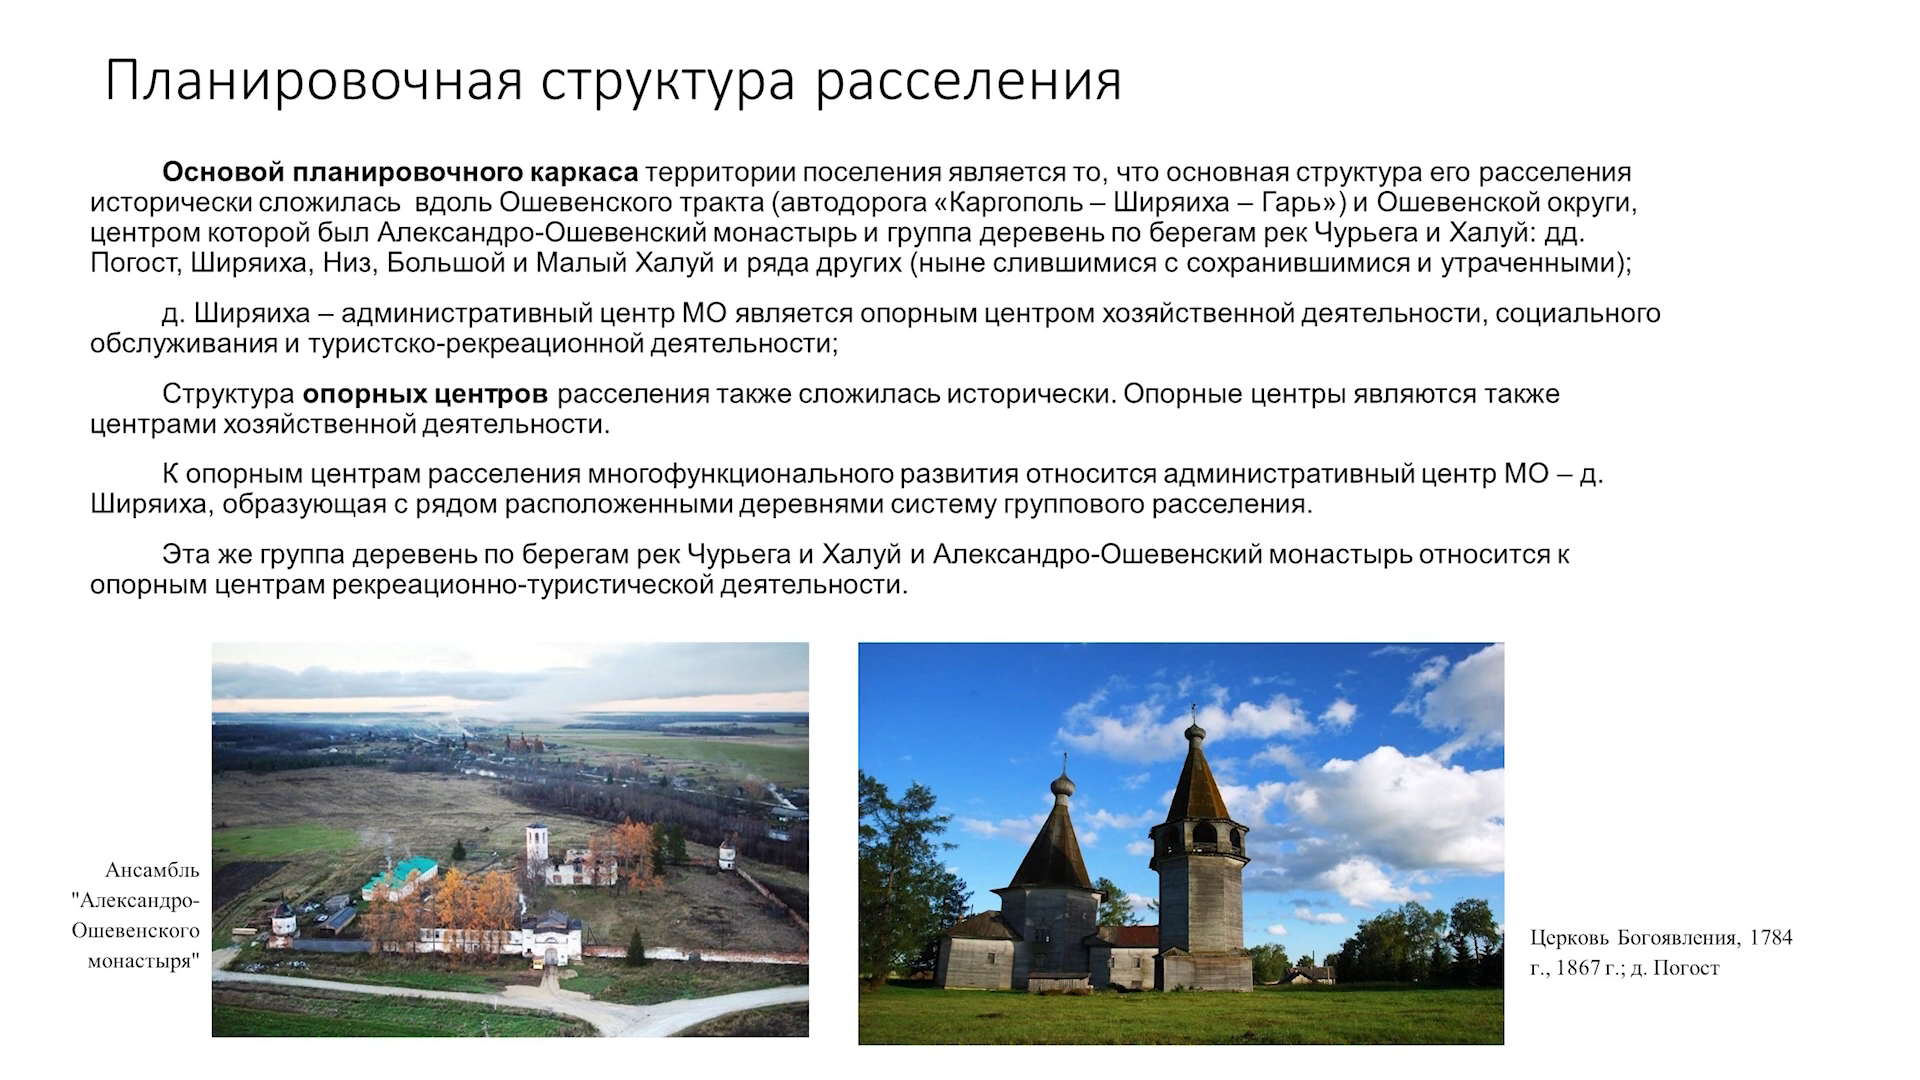 Планировочная структура расселения
Основой планировочного каркаса территории поселения является то, что основная структура его расселения
исторически сложилась вдоль Ошевенского тракта (автодорога «Каргополь – Ширяиха – Гарь») и Ошевенской округи,
центром которой был Александро-Ошевенский монастырь и группа деревень по берегам рек Чурьега и Халуй: дд.
Погост, Ширяиха, Низ, Большой и Малый Халуй и ряда других (ныне слившимися с сохранившимися и утраченными);
д. Ширяиха – административный центр МО является опорным центром хозяйственной деятельности, социального
обслуживания и туристско-рекреационной деятельности;
Структура опорных центров расселения также сложилась исторически. Опорные центры являются также
центрами хозяйственной деятельности.
К опорным центрам расселения многофункционального развития относится административный центр МО – д.
Ширяиха, образующая с рядом расположенными деревнями систему группового расселения.
Эта же группа деревень по берегам рек Чурьега и Халуй и Александро-Ошевенский монастырь относится к
опорным центрам рекреационно-туристической деятельности.
Ансамбль
"Александро-
Ошевенского
монастыря"
Церковь Богоявления, 1784
г., 1867 г.; д. Погост